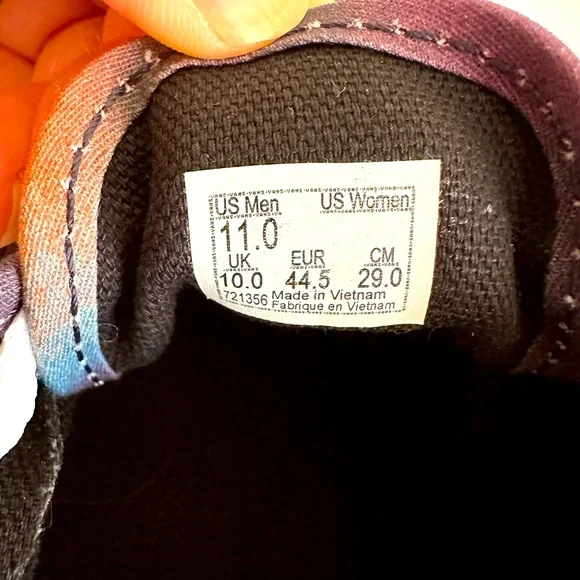 US Men US Women
11.0
UK EUR CM
10.0 44.5 29.0
721356 Made in Vietnam
Fabriqué en Vietnam